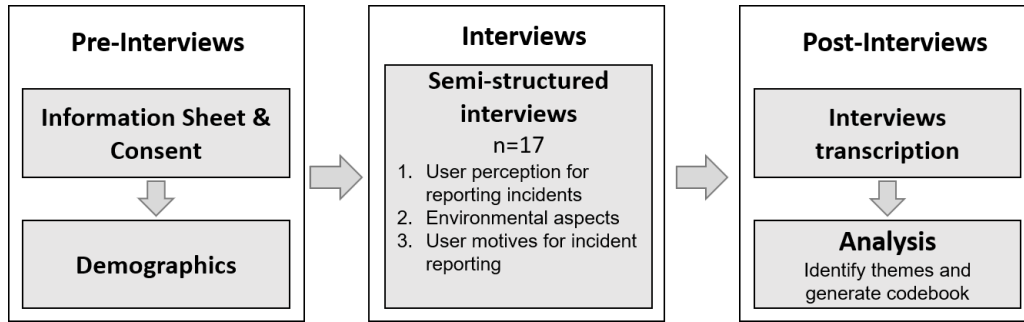 Pre-Interviews
Information Sheet &
Consent
Demographics
Interviews
Semi-structured
interviews
n=17
1. User perception for
reporting incidents
2. Environmental aspects
3. User motives for incident
reporting
Post-Interviews
Interviews
transcription
Analysis
Identify themes and
generate codebook